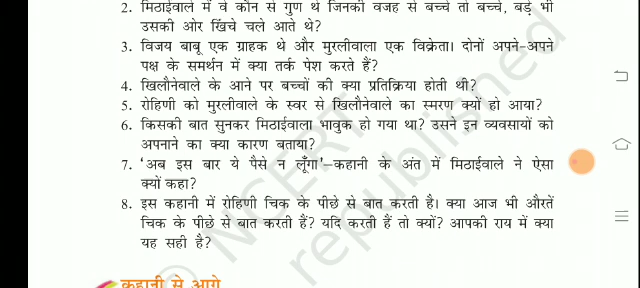 2. मिठाईवाले में वे कौन से गुण थे जिनकी वजह से बच्चे तो बच्चे, बड़े भी
उसकी ओर खिंचे चले आते थे?
3. विजय बाबू एक ग्राहक थे और मुरलीवाला एक विक्रेता। दोनों अपने-अपने
पक्ष के समर्थन में क्या तर्क पेश करते हैं?
4. खिलौनेवाले के आने पर बच्चों की क्या प्रतिक्रिया होती थी?
5. रोहिणी को मुरलीवाले के स्वर से खिलौनेवाले का स्मरण क्यों हो आया?
6. किसकी बात सुनकर मिठाईवाला भावुक हो गया था? उसने इन व्यवसायों को
अपनाने का क्या कारण बताया?
7. 'अब इस बार ये पैसे न लूँगा'–कहानी के अंत में मिठाईवाले ने ऐसा
क्यों कहा?
8. इस कहानी में रोहिणी चिक के पीछे से बात करती है। क्या आज भी औरतें
चिक के पीछे से बात करती हैं? यदि करती हैं तो क्यों? आपकी राय में क्या
यह सही है?
कहानी से आगे
© NCERT
republished